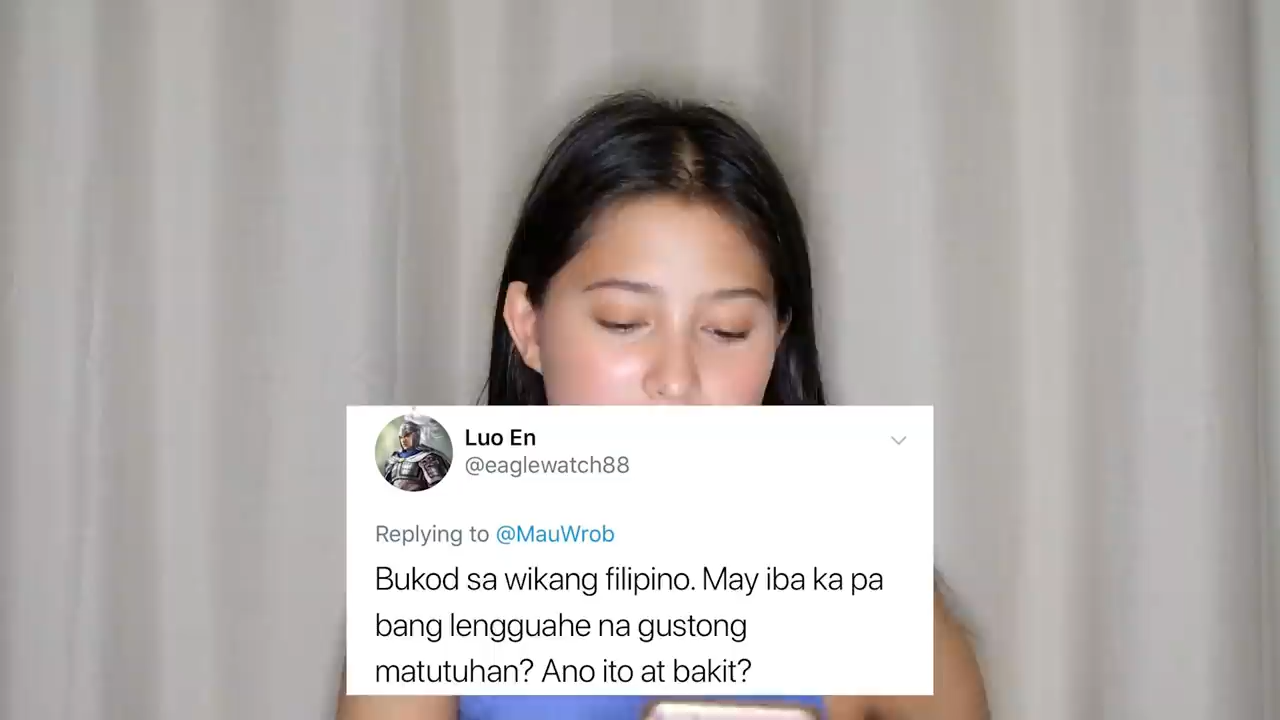 Luo En
@eaglewatch88
Replying to @MauWrob
Bukod sa wikang filipino. May iba ka pa
bang lengguahe na gustong
matutuhan? Ano ito at bakit?